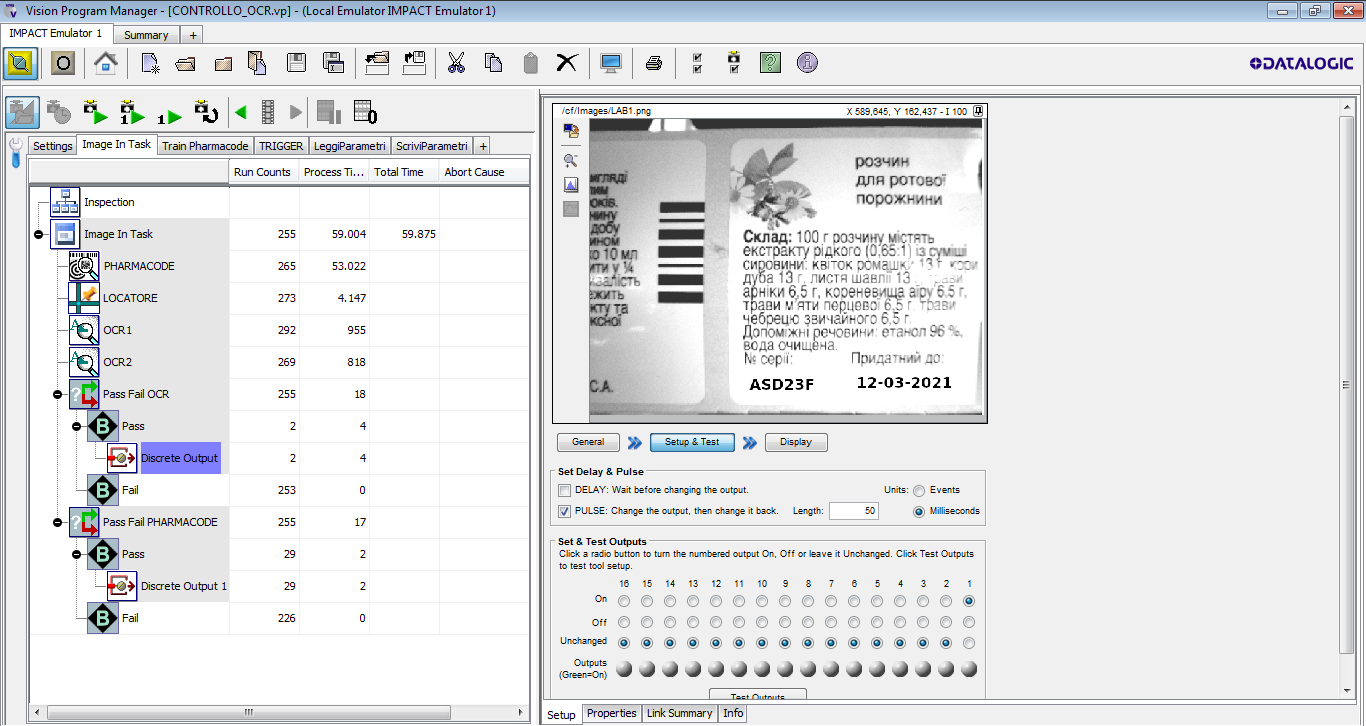 Vision Program Manager - [CONTROLLO_OCR.vp] - (Local Emulator IMPACT Emulator 1)
IMPACT Emulator 1 Summary +
DATALOGIC
Settings Image In Task Train Pharmacode TRIGGER LeggiParametri ScriviParametri +
Run Counts Process Ti... Total Time Abort Cause
Inspection
Image In Task 255 59.004 59.875
PHARMACODE 265 53.022
LOCATORE 273 4.147
OCR1 292 955
OCR2 269 818
Pass Fail OCR 255 18
B Pass 2 4
Discrete Output 2 4
B Fail 253 0
Pass Fail PHARMACODE 255 17
B Pass 29 2
Discrete Output 1 29 2
B Fail 226 0
/cf/Images/LAB1.png X 589,645, Y 162,437 - I 100
игляді
лим
оків.
нину
добу
ином
о 10 мл
ити у ¼
ивалість
ежить
кту та
ксної
С.А.
розчин
для ротової
порожнини
Склад: 100 г розчину містять
екстракту рідкого (0,65:1) із суміші
сировини: квіток ромашки 13 г, кори
дуба 13 г, листя шавлії 13 г, трави
арніки 6,5 г, кореневища аїру 6,5 г,
трави м'яти перцевої 6,5 г, трави
чебрецю звичайного 6,5 г.
Допоміжні речовини: етанол 96 %,
вода очищена.
№ серії: Придатний до:
ASD23F 12-03-2021
General Setup & Test Display
Set Delay & Pulse
DELAY: Wait before changing the output. Units: Events
PULSE: Change the output, then change it back. Length: 50 Milliseconds
Set & Test Outputs
Click a radio button to turn the numbered output On, Off or leave it Unchanged. Click Test Outputs
to test tool setup.
16 15 14 13 12 11 10 9 8 7 6 5 4 3 2 1
On
Off
Unchanged
Outputs
(Green=On)
Test Outputs
Setup Properties Link Summary Info